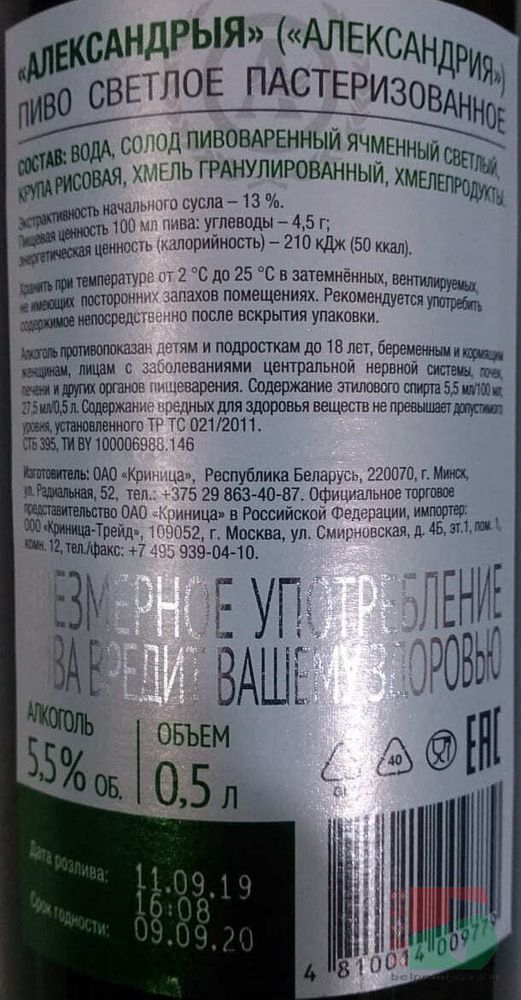 «АЛЕКСАНДРЫЯ» («АЛЕКСАНДРИЯ»)
ПИВО СВЕТЛОЕ ПАСТЕРИЗОВАННОЕ
СОСТАВ: ВОДА, СОЛОД ПИВОВАРЕННЫЙ ЯЧМЕННЫЙ СВЕТЛЫЙ,
КРУПА РИСОВАЯ, ХМЕЛЬ ГРАНУЛИРОВАННЫЙ, ХМЕЛЕПРОДУКТЫ.
Экстрактивность начального сусла – 13 %.
Пищевая ценность 100 мл пива: углеводы – 4,5 г;
энергетическая ценность (калорийность) – 210 кДж (50 ккал).
Хранить при температуре от 2 °С до 25 °С в затемнённых, вентилируемых,
не имеющих посторонних запахов помещениях. Рекомендуется употребить
содержимое непосредственно после вскрытия упаковки.
Алкоголь противопоказан детям и подросткам до 18 лет, беременным и кормящим
женщинам, лицам с заболеваниями центральной нервной системы, почек,
печени и других органов пищеварения. Содержание этилового спирта 5,5 мл/100 мл;
27,5 мл/0,5 л. Содержание вредных для здоровья веществ не превышает допустимого
уровня, установленного ТР ТС 021/2011.
СТБ 395, ТИ BY 100006988.146
Изготовитель: ОАО «Криница», Республика Беларусь, 220070, г. Минск,
ул. Радиальная, 52, тел.: +375 29 863-40-87. Официальное торговое
представительство ОАО «Криница» в Российской Федерации, импортер:
ООО «Криница-Трейд», 109052, г. Москва, ул. Смирновская, д. 4Б, эт.1, пом. 1,
комн. 12, тел./факс: +7 495 939-04-10.
РЕЗМЕРНОЕ УПОТРЕБЛЕНИЕ
ВА ВРЕДИТ ВАШЕМУ ЗДОРОВЬЮ
АЛКОГОЛЬ
5,5% ОБ.
ОБЪЕМ
0,5 л
GL
40
EAC
Дата розлива: 11.09.19
16:08
Срок годности: 09.09.20
4 810014 009779